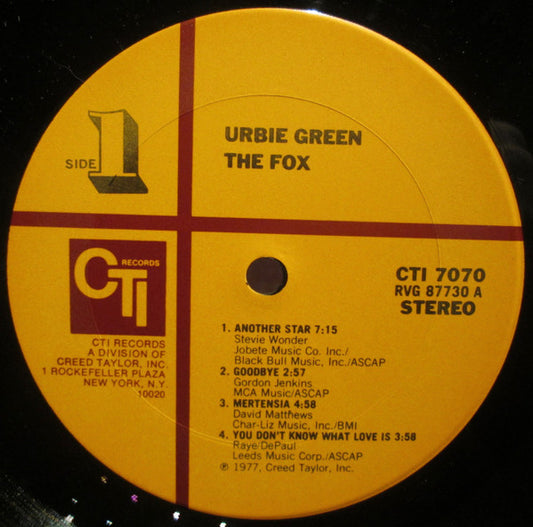 SIDE 1
URBIE GREEN
THE FOX
CTI RECORDS
CTI RECORDS
A DIVISION OF
CREED TAYLOR, INC
1 ROCKEFELLER PLAZA
NEW YORK, N.Y.
10020
CTI 7070
RVG 87730 A
STEREO
1. ANOTHER STAR 7:15
Stevie Wonder
Jobete Music Co. Inc./
Black Bull Music, Inc./ASCAP
2. GOODBYE 2:57
Gordon Jenkins
MCA Music/ASCAP
3. MERTENSIA 4:58
David Matthews
Char-Liz Music, Inc./BMI
4. YOU DON'T KNOW WHAT LOVE IS 3:58
Raye/DePaul
Leeds Music Corp./ASCAP
℗ 1977, Creed Taylor, Inc.